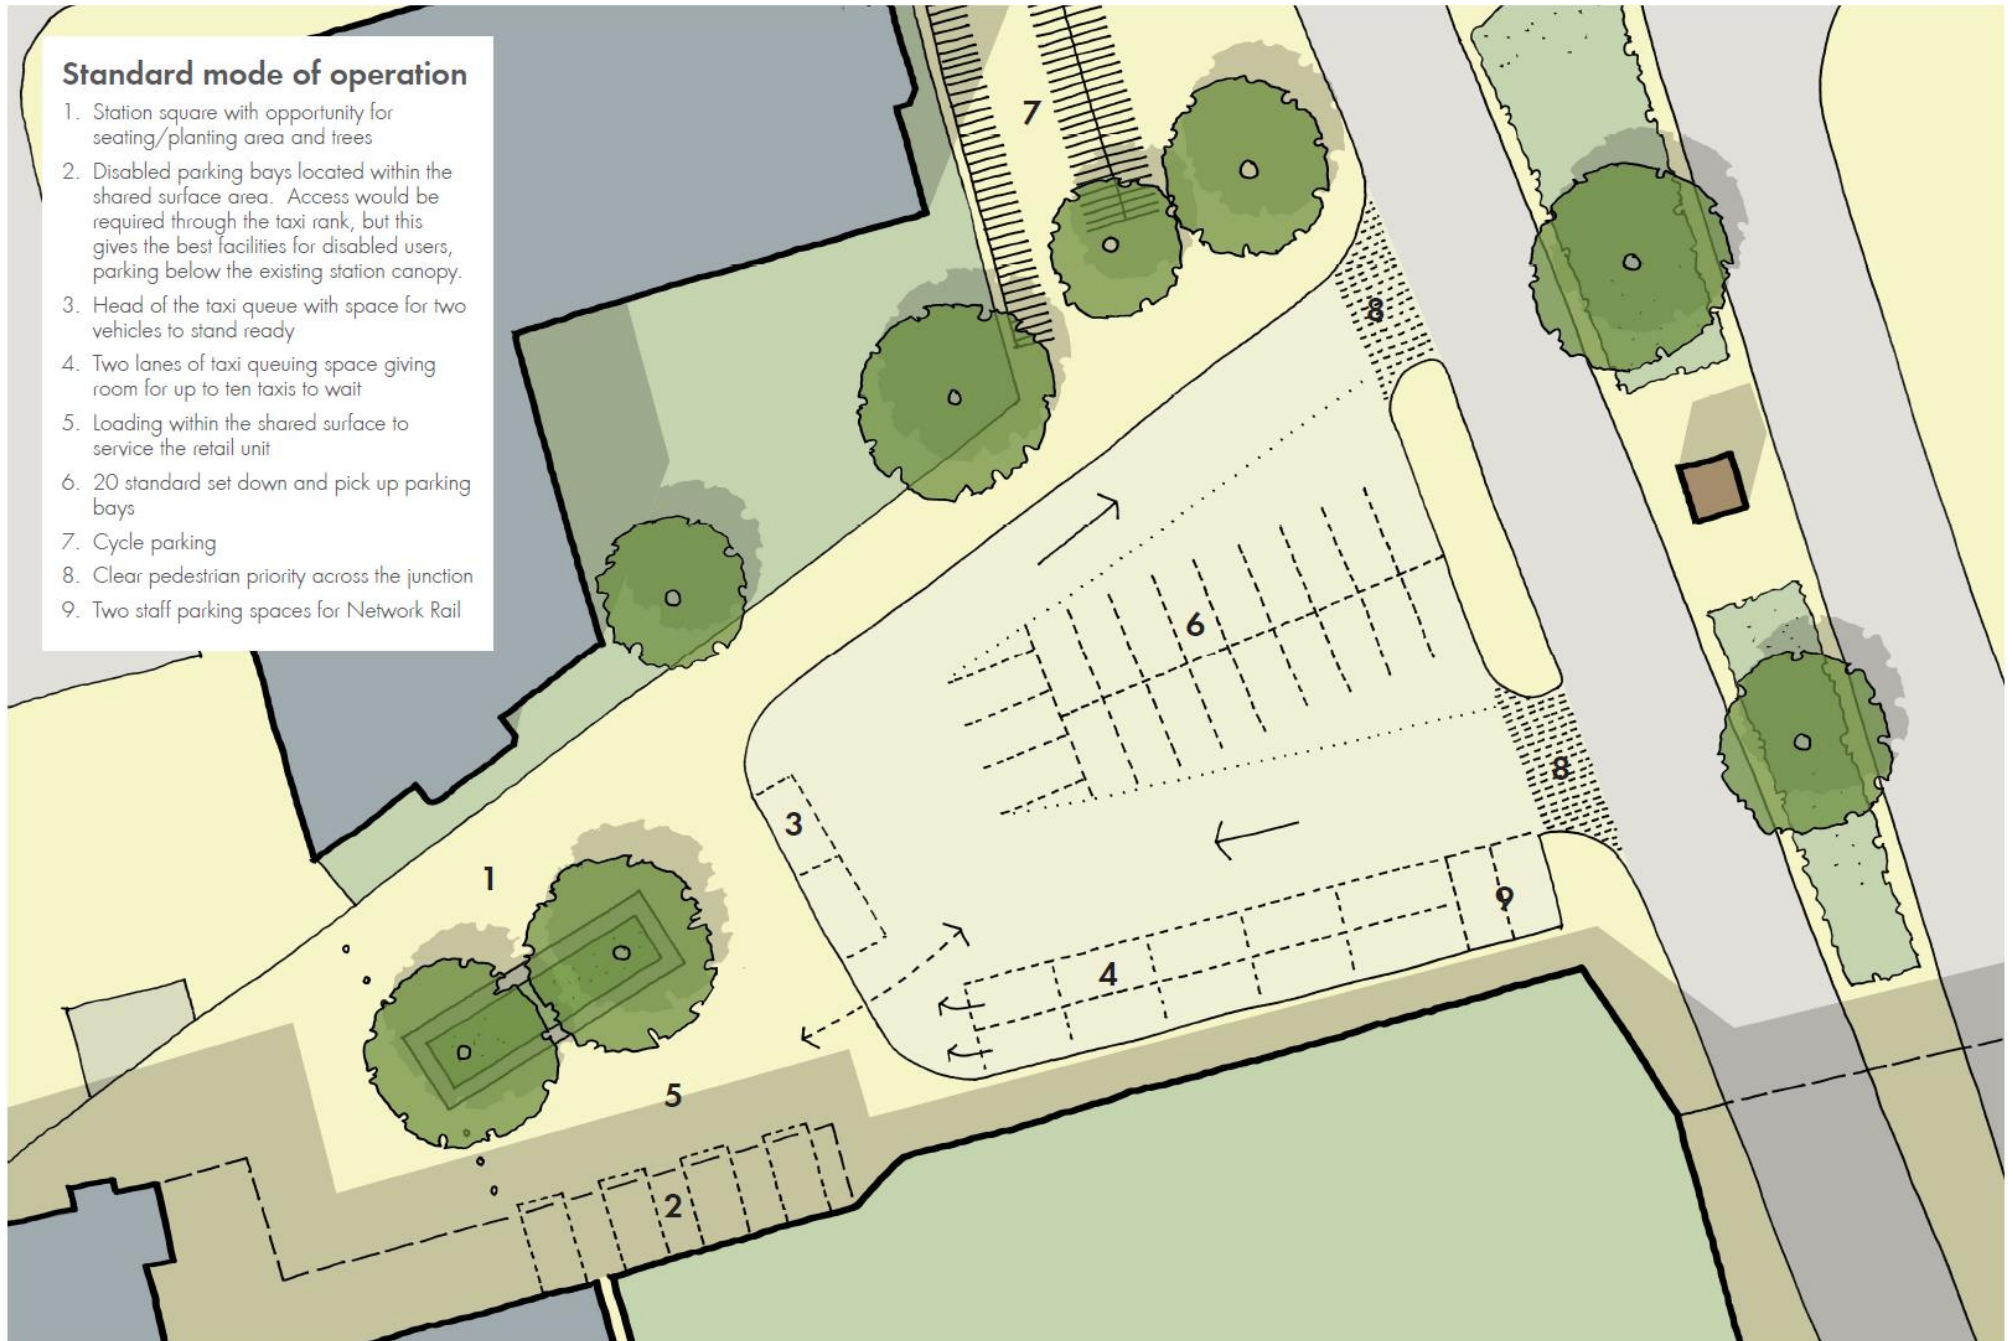 Standard mode of operation
1. Station square with opportunity for
seating/planting area and trees
2. Disabled parking bays located within the
shared surface area. Access would be
required through the taxi rank, but this
gives the best facilities for disabled users,
parking below the existing station canopy.
3. Head of the taxi queue with space for two
vehicles to stand ready
4. Two lanes of taxi queuing space giving
room for up to ten taxis to wait
5. Loading within the shared surface to
service the retail unit
6. 20 standard set down and pick up parking
bays
7. Cycle parking
8. Clear pedestrian priority across the junction
9. Two staff parking spaces for Network Rail
7
8
6
8
3
1
9
4
5
2